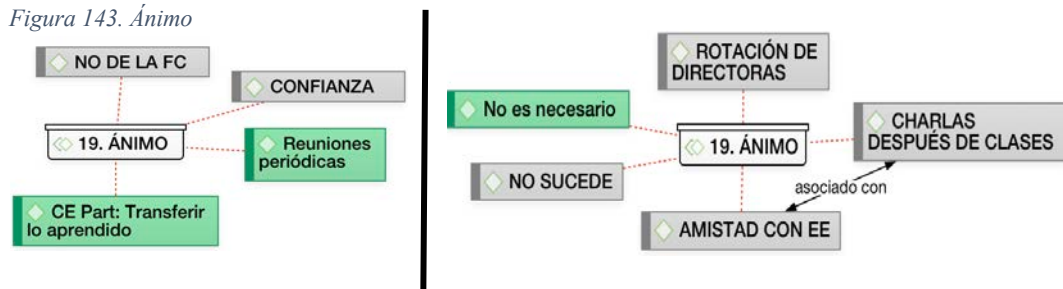 Figura 143. Ánimo
NO DE LA FC
CONFIANZA
19. ÁNIMO
Reuniones
periódicas
CE Part: Transferir
lo aprendido
ROTACIÓN DE
DIRECTORAS
No es necesario
CHARLAS
DESPUÉS DE CLASES
19. ÁNIMO
NO SUCEDE
asociado con
AMISTAD CON EE